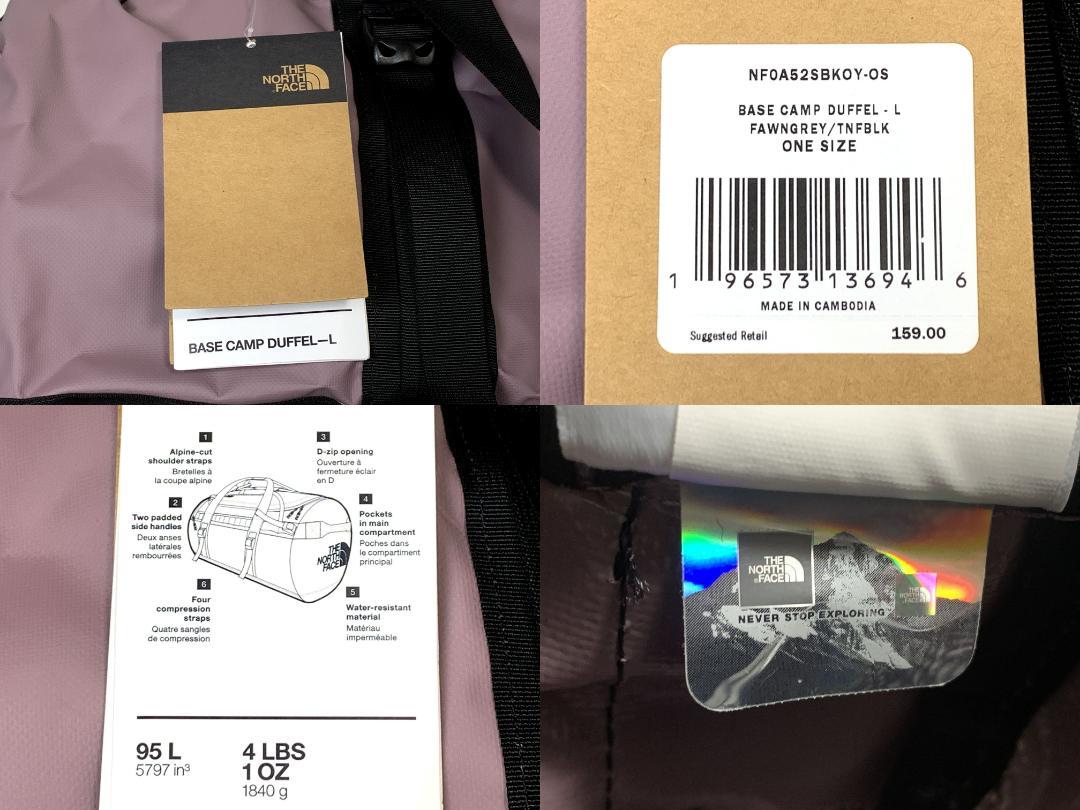 THE
NORTH
FACE
BASE CAMP DUFFEL—L
NF0A52SBKOY-OS
BASE CAMP DUFFEL - L
FAWNGREY/TNFBLK
ONE SIZE
1 96573 13694 6
MADE IN CAMBODIA
Suggested Retail 159.00
1
Alpine-cut
shoulder straps
Bretelles à
la coupe alpine
3
D-zip opening
Ouverture à
fermeture éclair
en D
2
Two padded
side handles
Deux anses
latérales
rembourrées
4
Pockets
in main
compartment
Poches dans
le compartiment
principal
THE
NORTH
FACE
6
Four
compression
straps
Quatre sangles
de compression
5
Water-resistant
material
Matériau
imperméable
95 L
5797 in³
4 LBS
1 OZ
1840 g
THE
NORTH
FACE
THE
NORTH
FACE
NEVER STOP EXPLORING